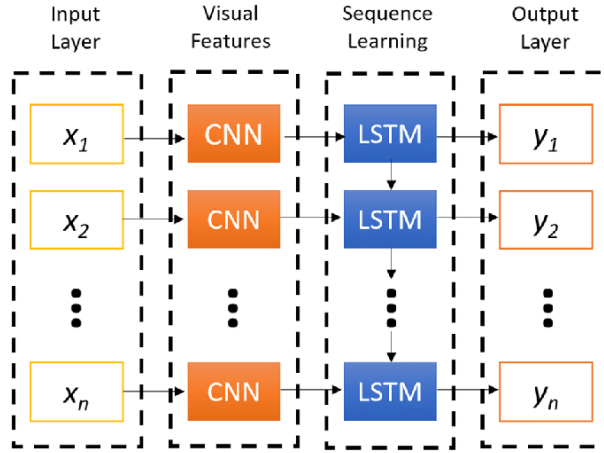 Input
Layer
Visual
Features
Sequence
Learning
Output
Layer
x1
CNN
LSTM
y1
x2
CNN
LSTM
y2
xn
CNN
LSTM
yn